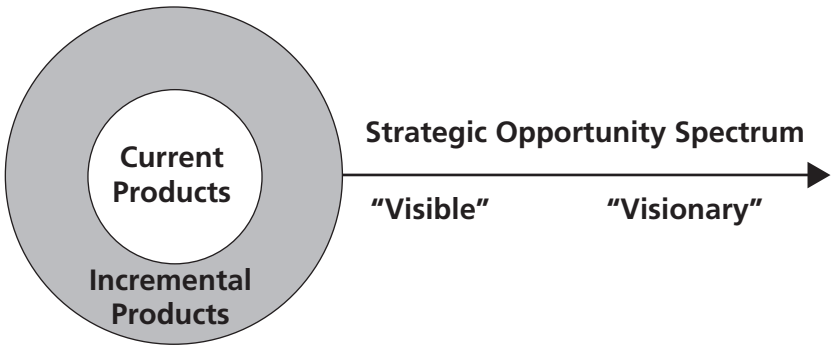 Current
Products
Incremental
Products
Strategic Opportunity Spectrum
"Visible"
"Visionary"